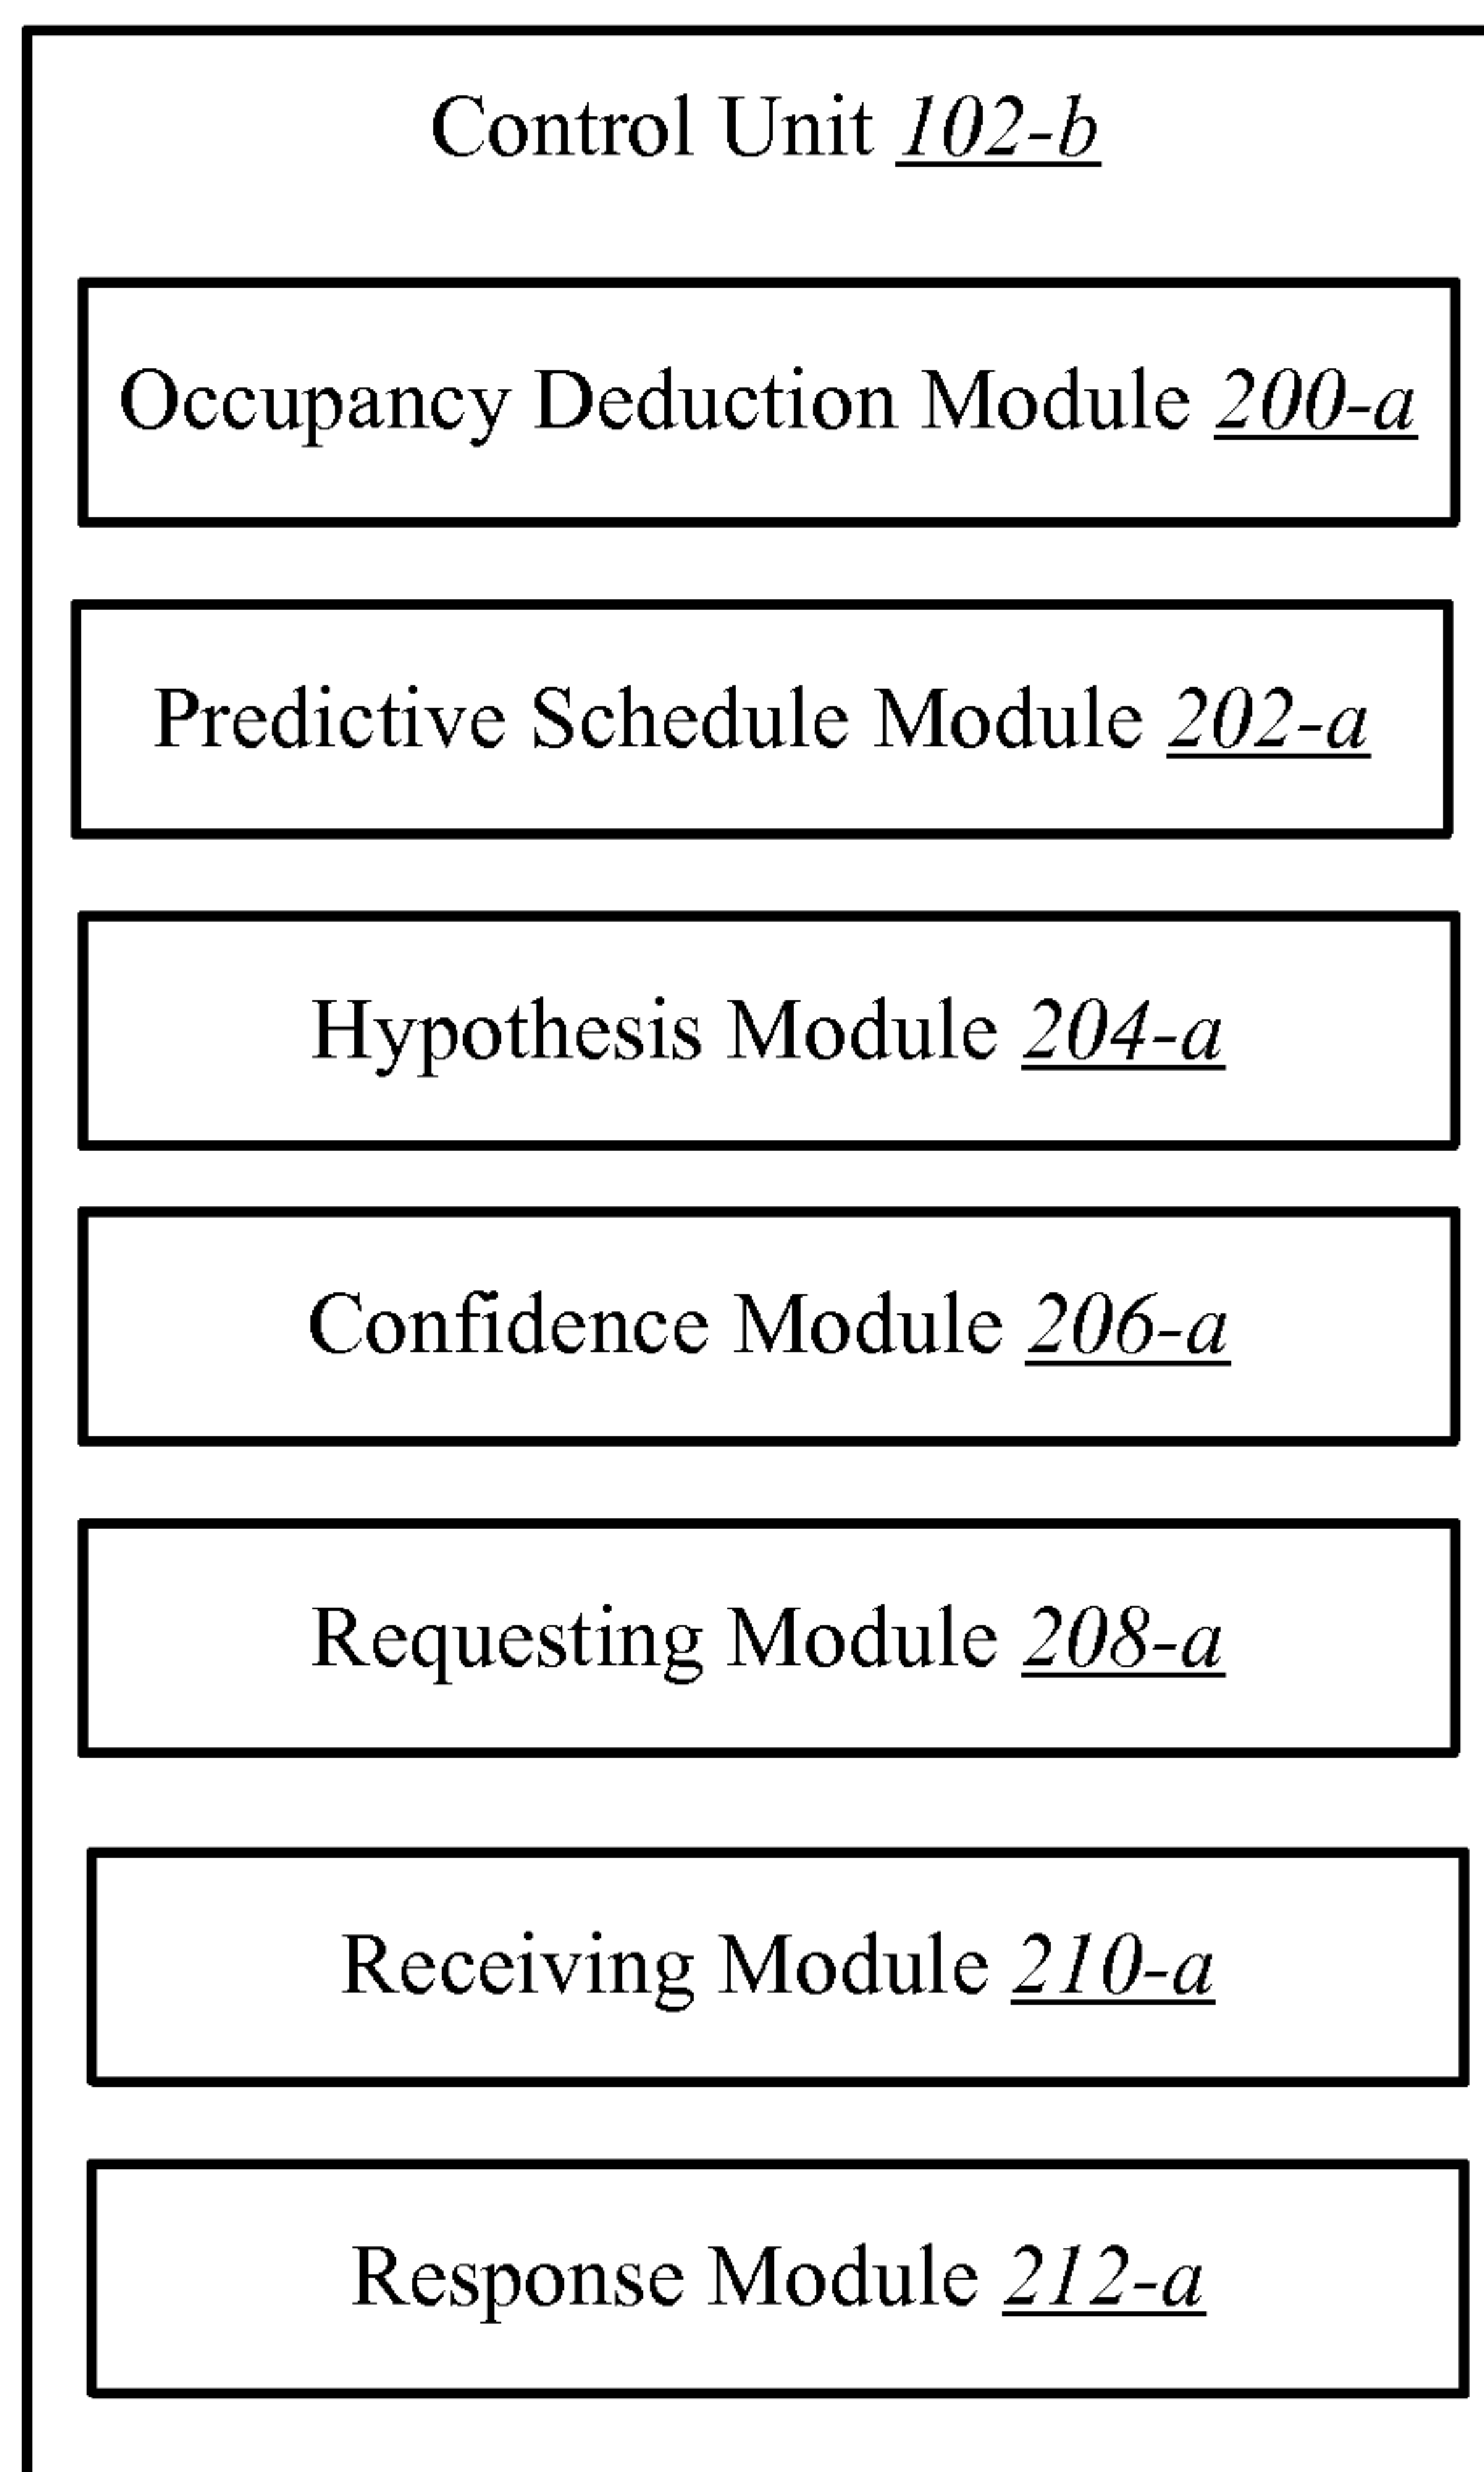 Control Unit 102-b
Occupancy Deduction Module 200-a
Predictive Schedule Module 202-a
Hypothesis Module 204-a
Confidence Module 206-a
Requesting Module 208-a
Receiving Module 210-a
Response Module 212-a